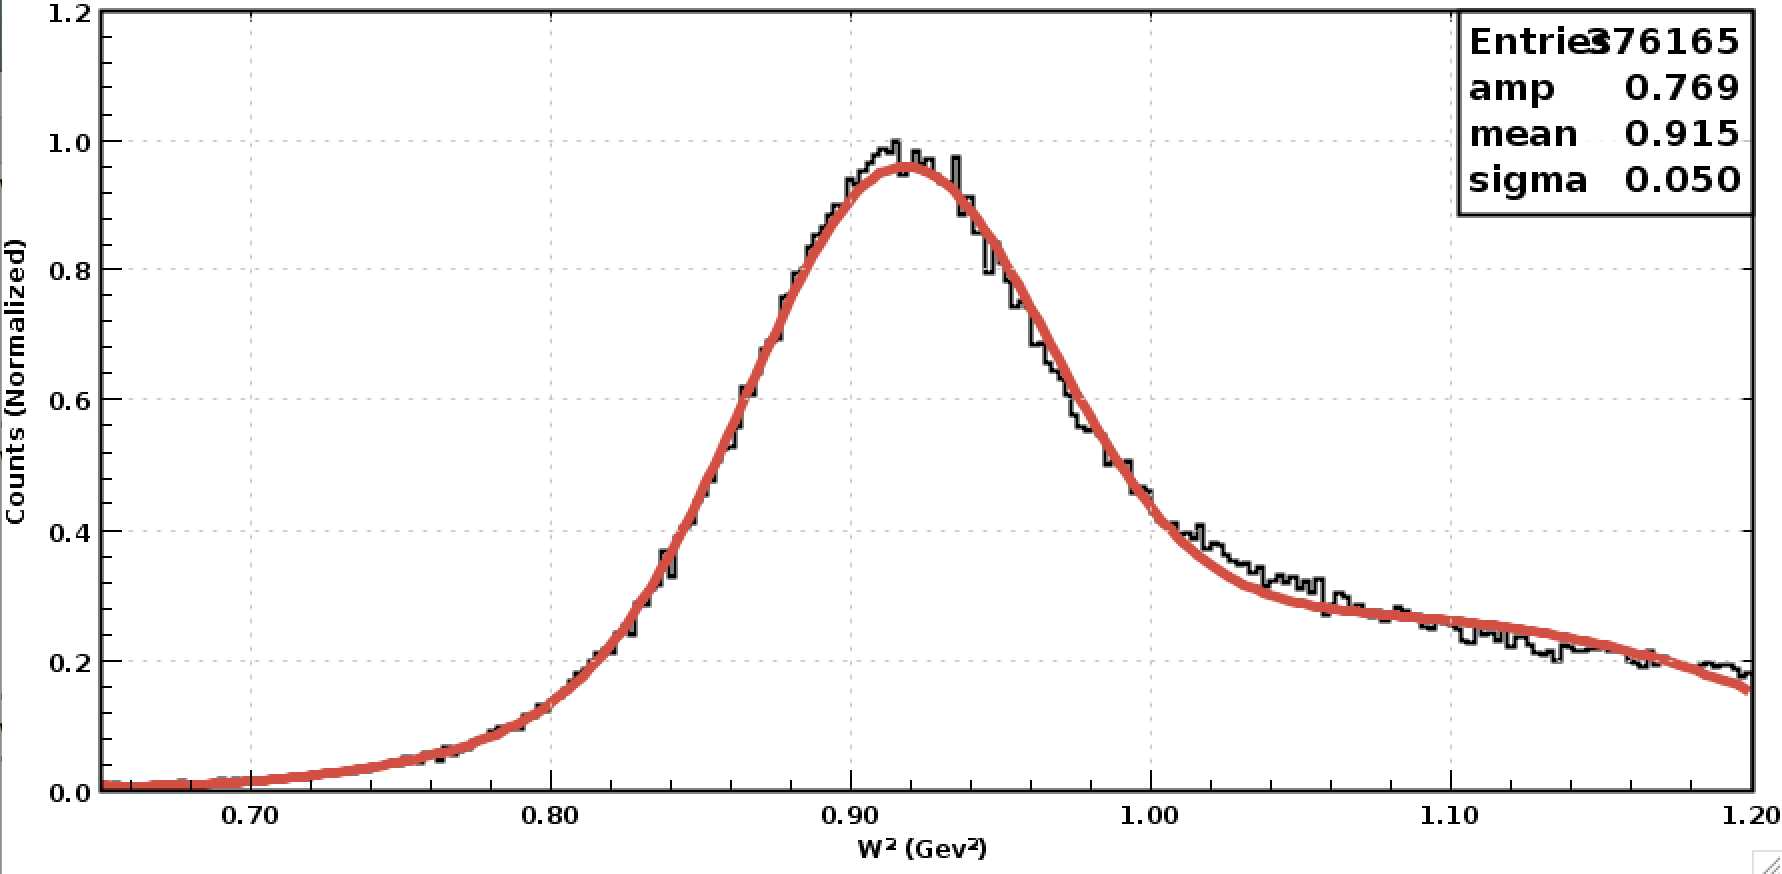 1.2
Entries 376165
amp 0.769
mean 0.915
sigma 0.050
1.0
0.8
0.6
0.4
0.2
0.0
Counts (Normalized)
0.70 0.80 0.90 1.00 1.10 1.20
W² (Gev²)